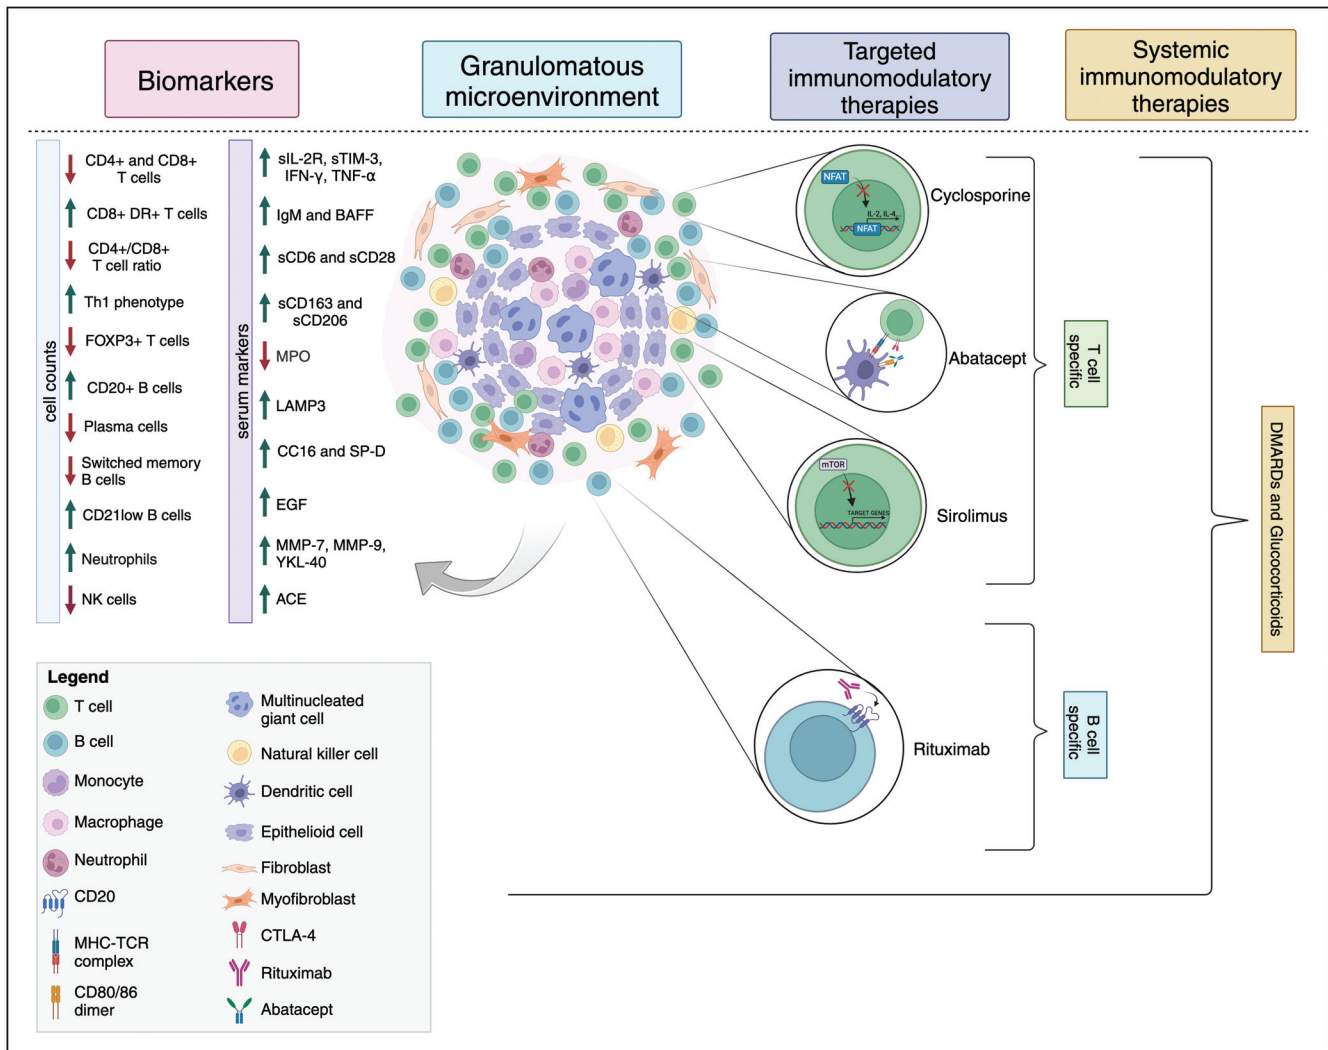 Biomarkers
Granulomatous
microenvironment
Targeted
immunomodulatory
therapies
Systemic
immunomodulatory
therapies
cell counts
CD4+ and CD8+
T cells
CD8+ DR+ T cells
CD4+/CD8+
T cell ratio
Th1 phenotype
FOXP3+ T cells
CD20+ B cells
Plasma cells
Switched memory
B cells
CD21low B cells
Neutrophils
NK cells
serum markers
sIL-2R, sTIM-3,
IFN-γ, TNF-α
IgM and BAFF
sCD6 and sCD28
sCD163 and
sCD206
MPO
LAMP3
CC16 and SP-D
EGF
MMP-7, MMP-9,
YKL-40
ACE
NFAT
IL-2, IL-4...
NFAT
Cyclosporine
Abatacept
mTOR
TARGET GENES
Sirolimus
Rituximab
T cell
specific
B cell
specific
DMARDs and Glucocorticoids
Legend
T cell
B cell
Monocyte
Macrophage
Neutrophil
CD20
MHC-TCR
complex
CD80/86
dimer
Multinucleated
giant cell
Natural killer cell
Dendritic cell
Epithelioid cell
Fibroblast
Myofibroblast
CTLA-4
Rituximab
Abatacept